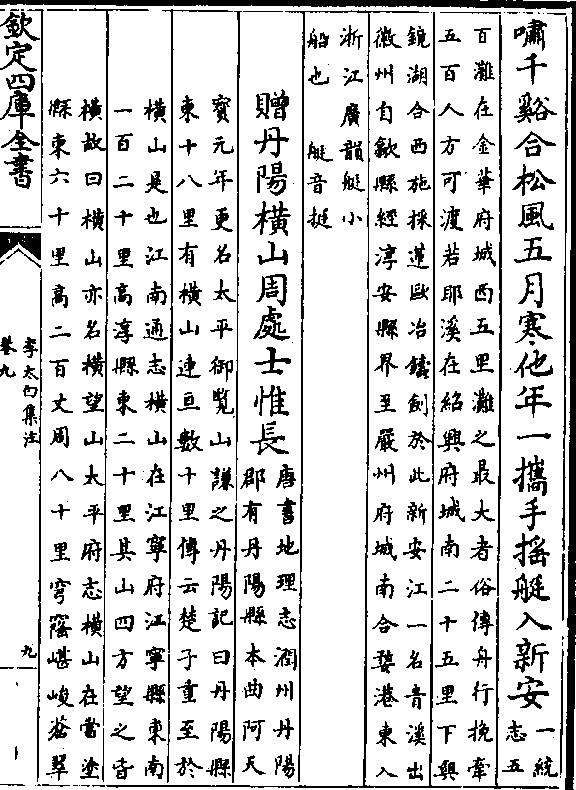 嘯千谿合松風五月寒他年一攜手搖艇入新安
一統
志五
百灘在金華府城西五里灘之最大者俗傳舟行挽牽
五百人方可渡若耶溪在紹興府城南二十五里下與
鏡湖合西施採蓮歐冶鑄劍於此新安江一名青溪出
徽州自歙縣經淳安縣界至嚴州府城南合婺港東入
浙江廣韻艇小
船也 艇音挺
贈丹陽橫山周處士惟長
唐書地理志潤州丹陽
郡有丹陽縣本曲阿天
寶元年更名太平御覽山謙之丹陽記曰丹陽縣
東十八里有橫山連亘數十里傳云楚子重至於
橫山是也江南通志橫山在江寧府江寧縣東南
一百二十里高淳縣東二十里其山四方望之皆
橫故曰橫山亦名橫望山太平府志橫山在當塗
縣東六十里高二百丈周八十里穹窿嵁峻蒼翠
欽定四庫全書
李太白集注
卷九
九